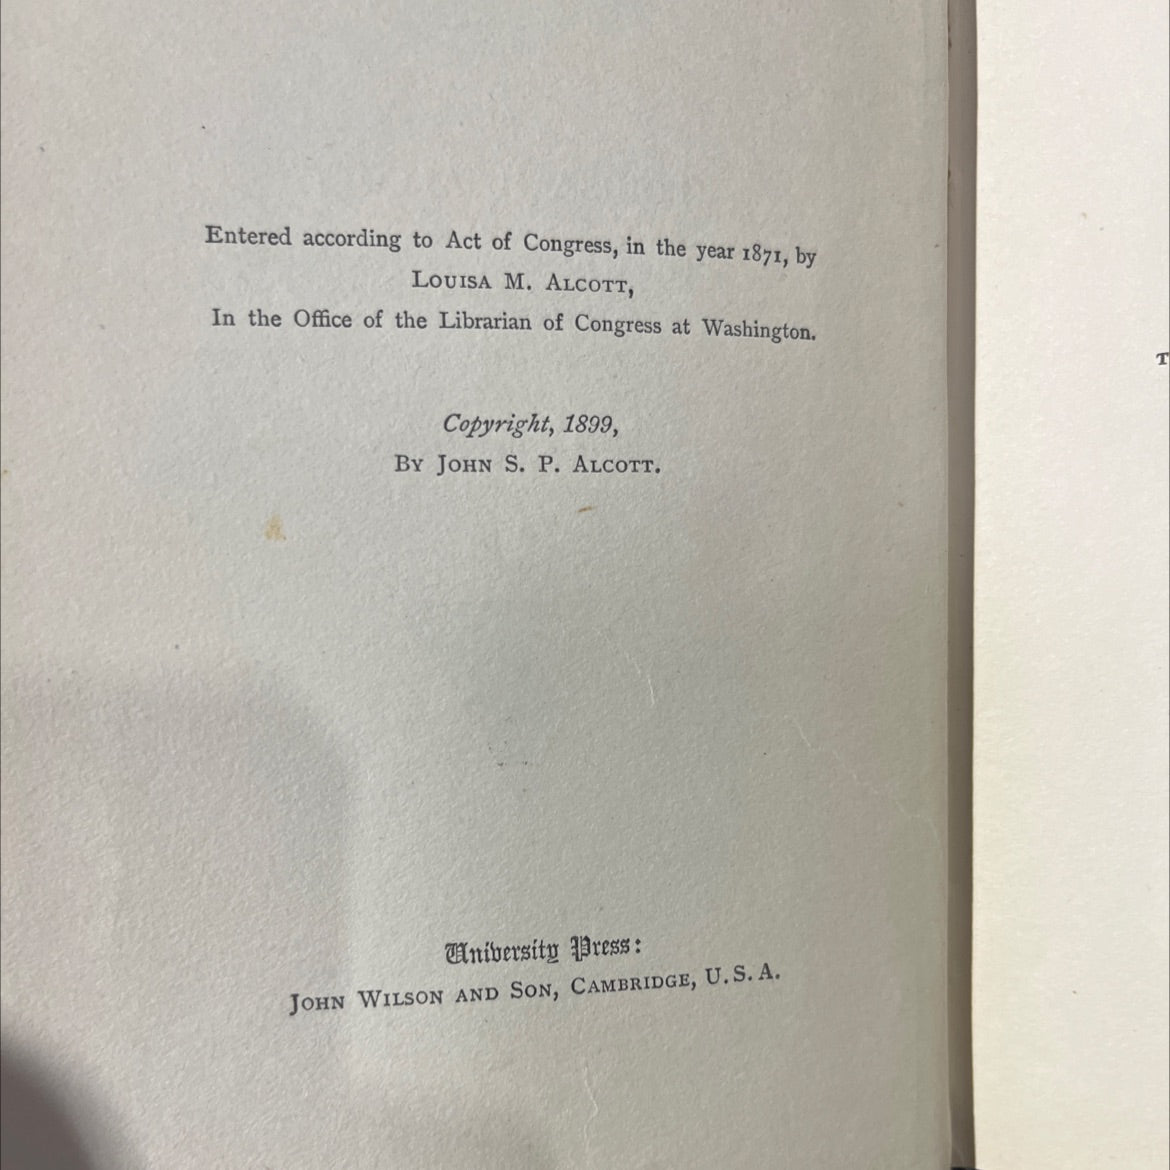 Entered according to Act of Congress, in the year 1871, by
LOUISA M. ALCOTT,
In the Office of the Librarian of Congress at Washington.
Copyright, 1899,
BY JOHN S. P. ALCOTT.
University Press:
JOHN WILSON AND SON, CAMBRIDGE, U.S.A.
T